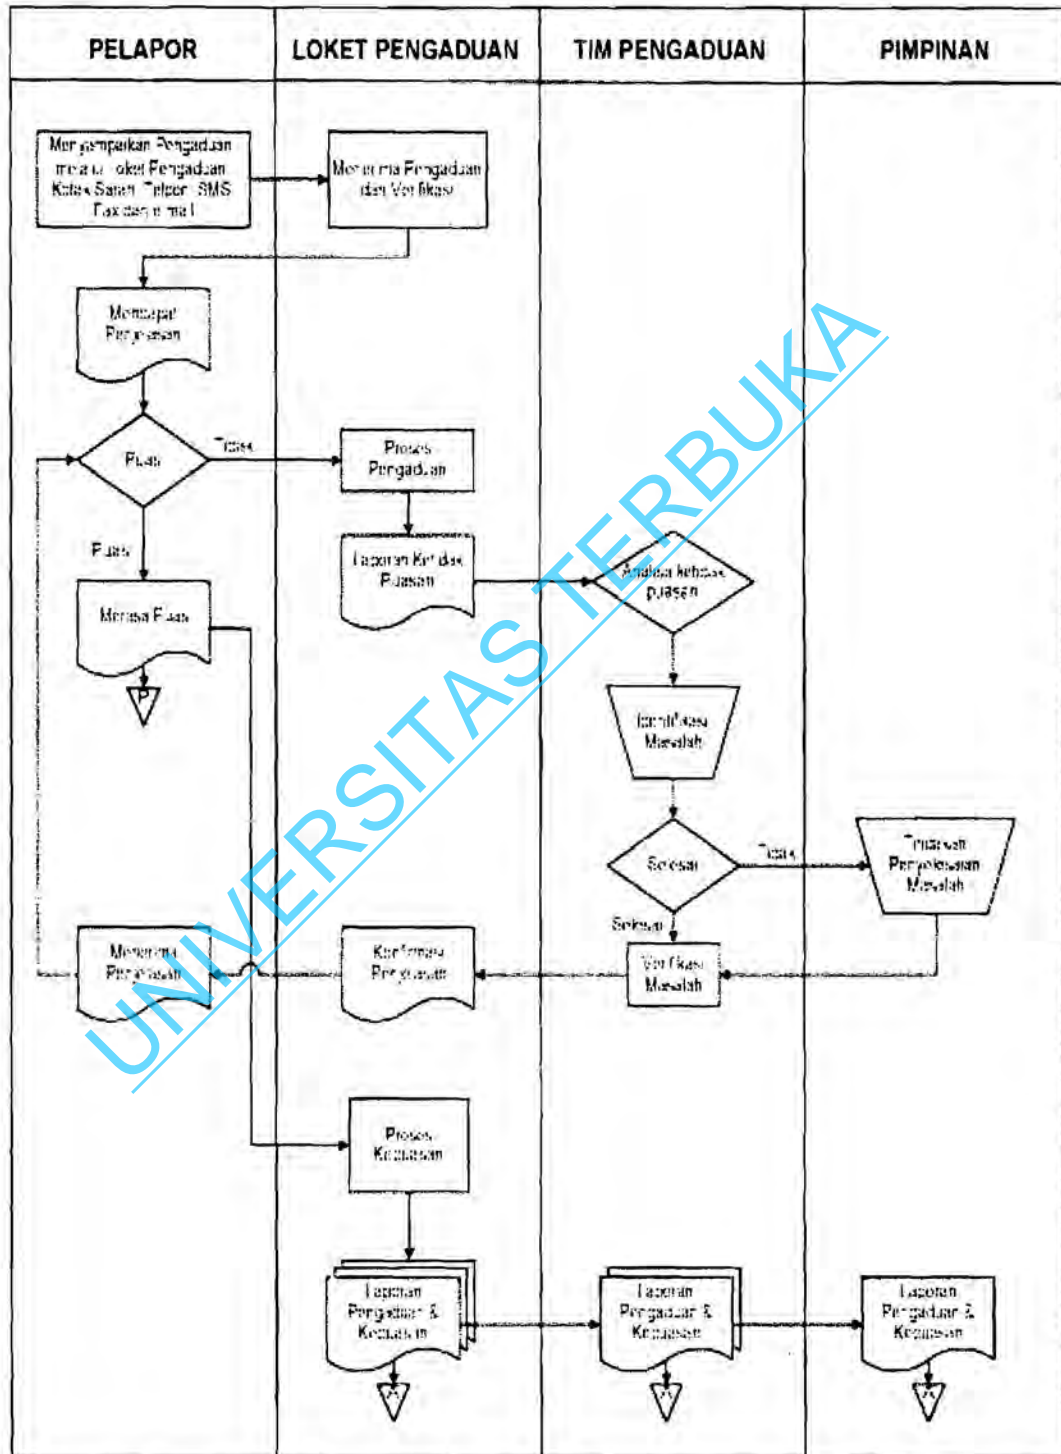 PELAPOR
LOKET PENGADUAN
TIM PENGADUAN
PIMPINAN
Menyampaikan Pengaduan
melalui Loket Pengaduan
Kotak Saran, Telpon, SMS
Fax dan e-mail
Menerima Pengaduan
dan Verifikasi
Mendapat
Penjelasan
Puas
Tidak
Proses
Pengaduan
Puas
Laporan Ketidak
Puasan
Analisa ketidak
puasan
Merasa Puas
P
Identifikasi
Masalah
Selesai
Tidak
Tindakan
Penyelesaian
Masalah
Selesai
Menerima
Penjelasan
Konfirmasi
Penjelasan
Verifikasi
Masalah
Proses
Kepuasan
Laporan
Pengaduan &
Kepuasan
Laporan
Pengaduan &
Kepuasan
Laporan
Pengaduan &
Kepuasan
UNIVERSITAS TERBUKA